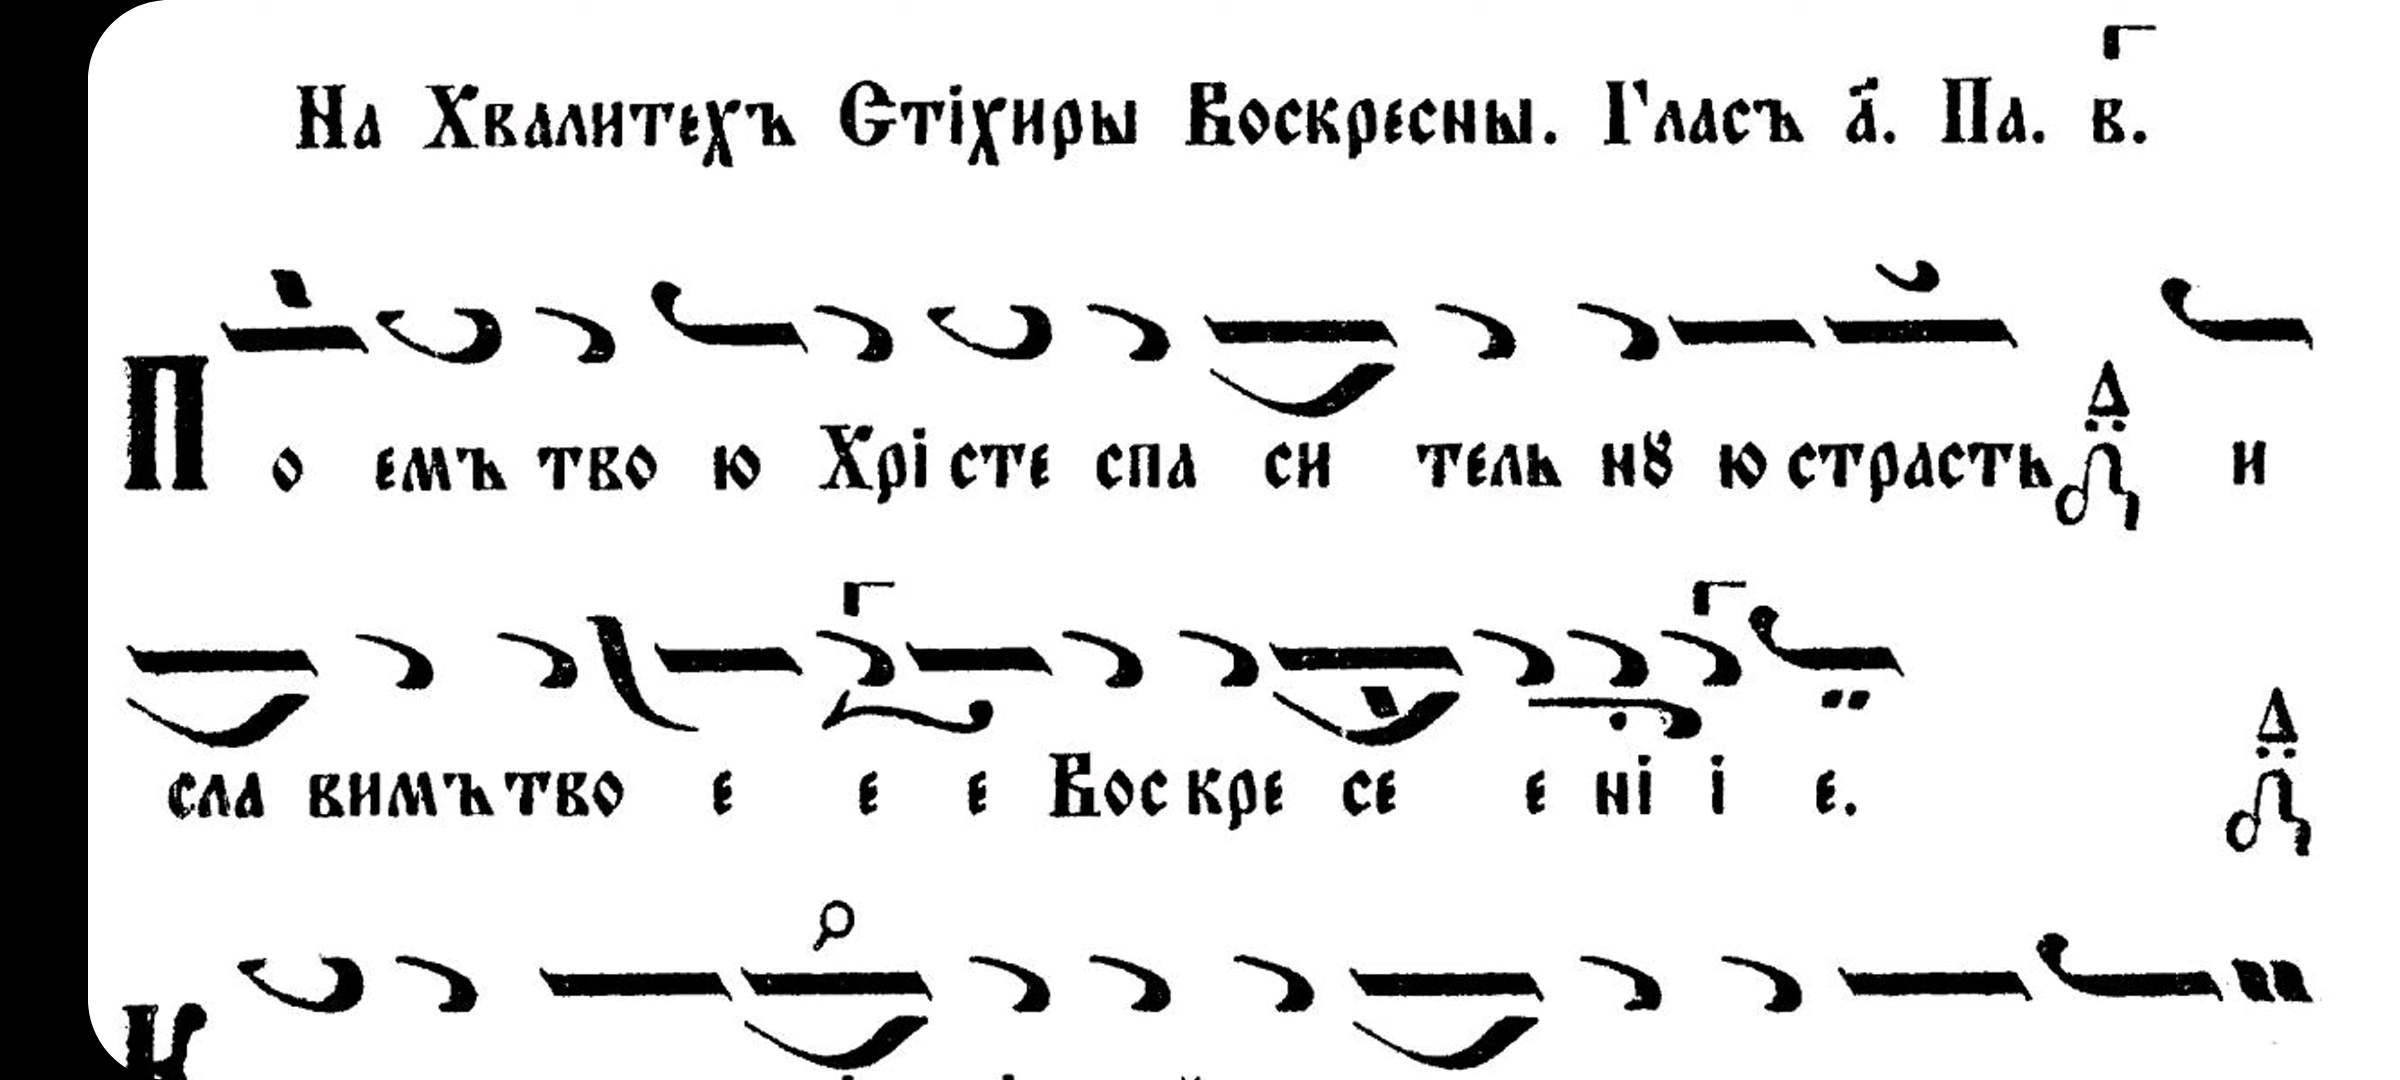 На Хвалитехъ Стіхиры Воскресны. Гласъ а҃. Па. в.
По емъ тво ю Хрі сте спа си тель нꙋ ю страсть и
сла вимъ тво е е е Вос кре се е ні і е.